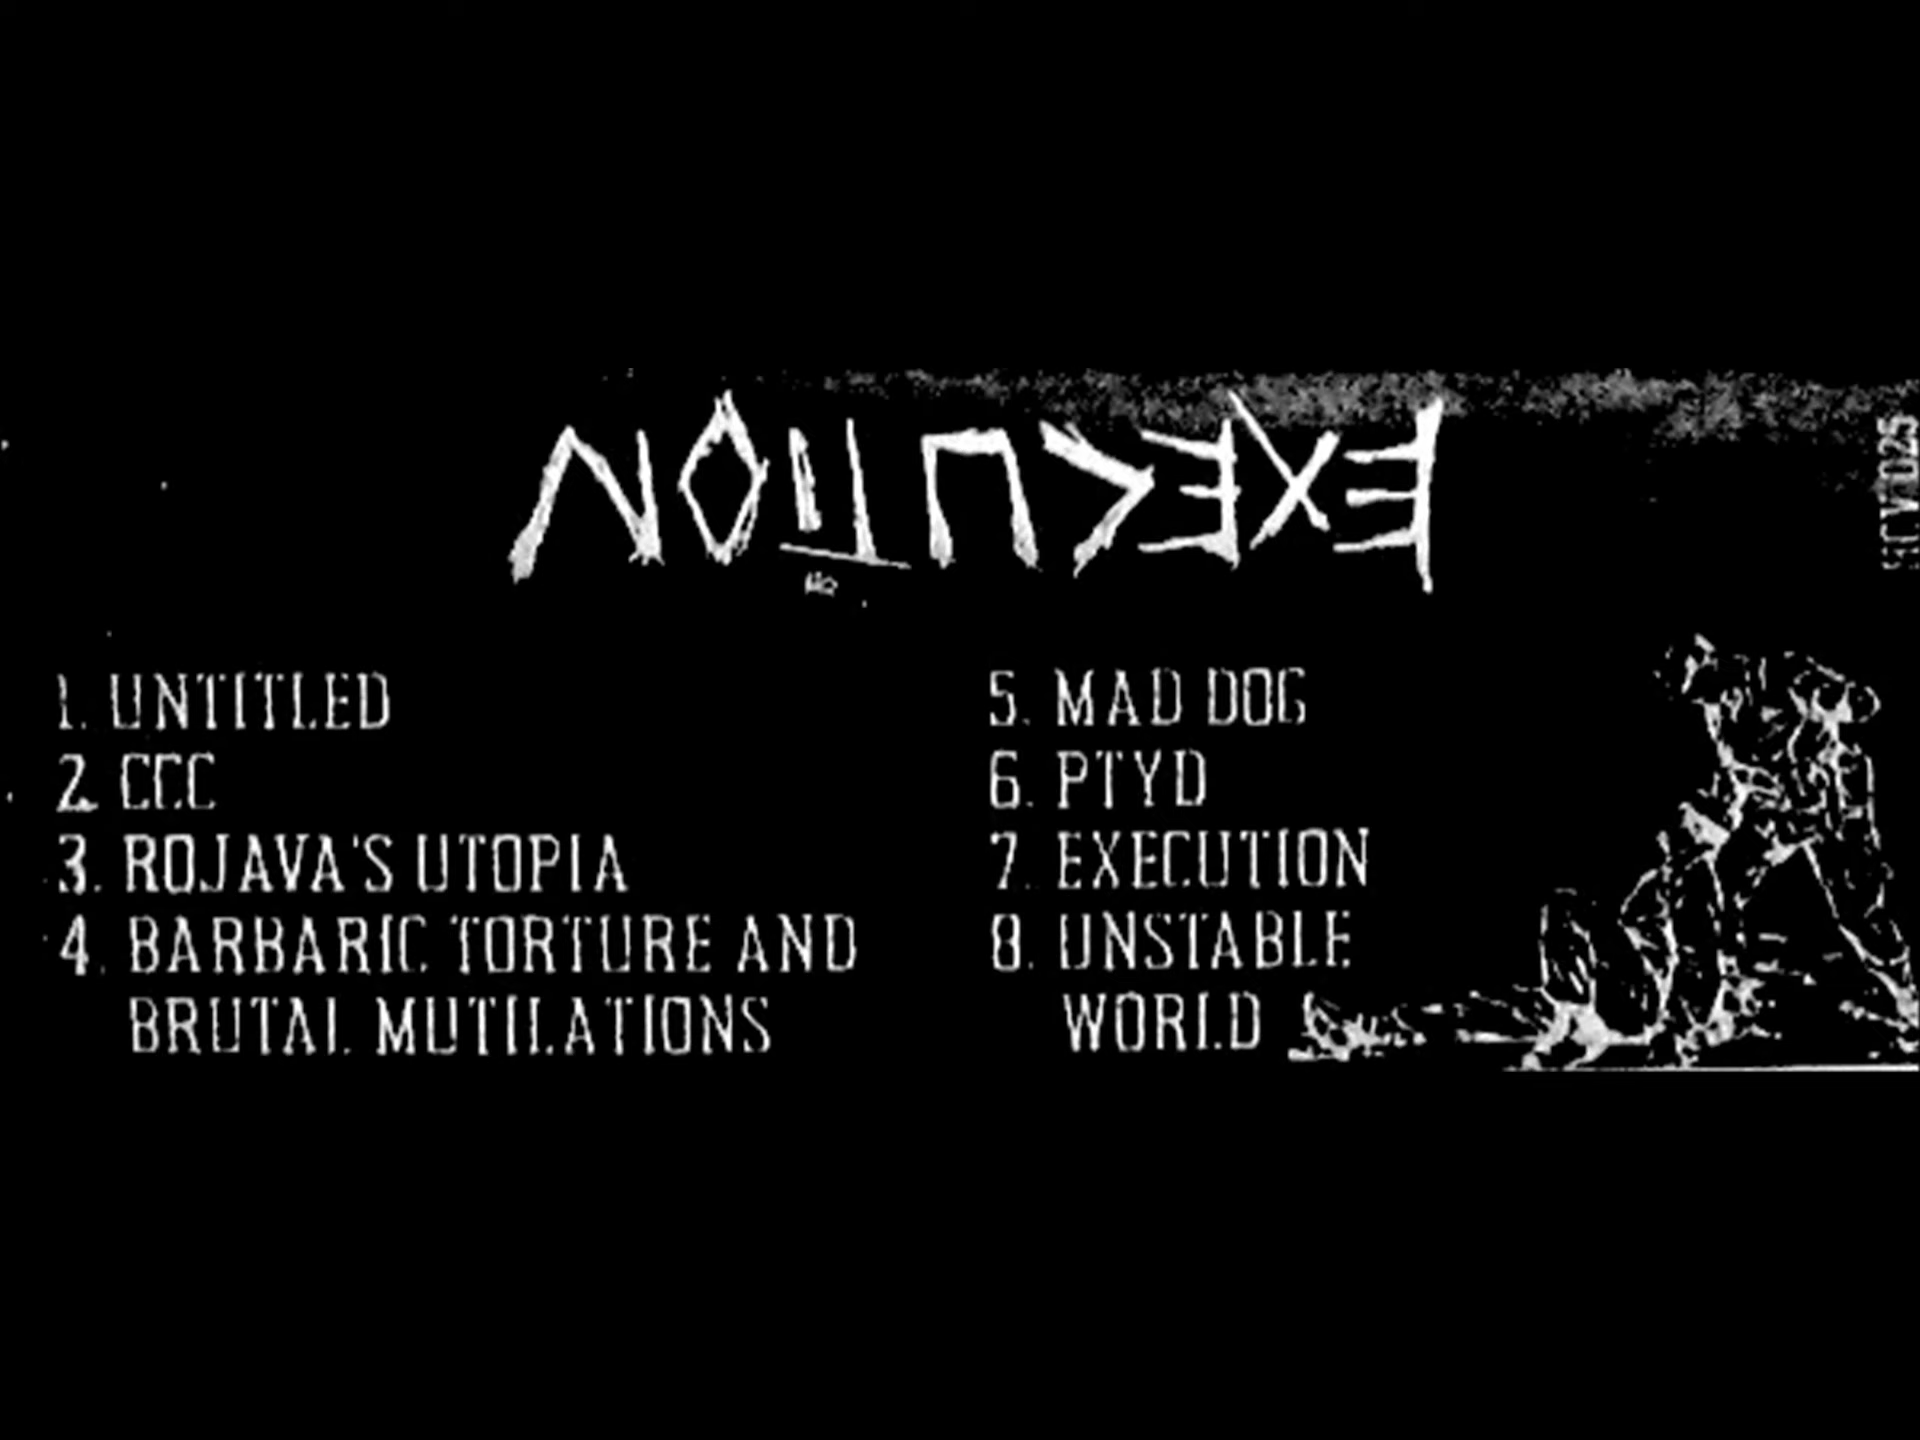 EXECUTION
1. UNTITLED
2. CCC
3. ROJAVA'S UTOPIA
4. BARBARIC TORTURE AND
BRUTAL MUTILATIONS
5. MAD DOG
6. PTYD
7. EXECUTION
8. UNSTABLE
WORLD